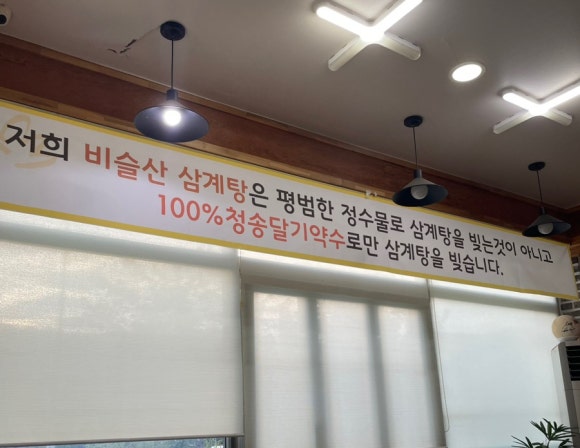 저희 비슬산 삼계탕은 평범한 정수물로 삼계탕을 빚는것이 아니고
100%청송달기약수로만 삼계탕을 빚습니다.